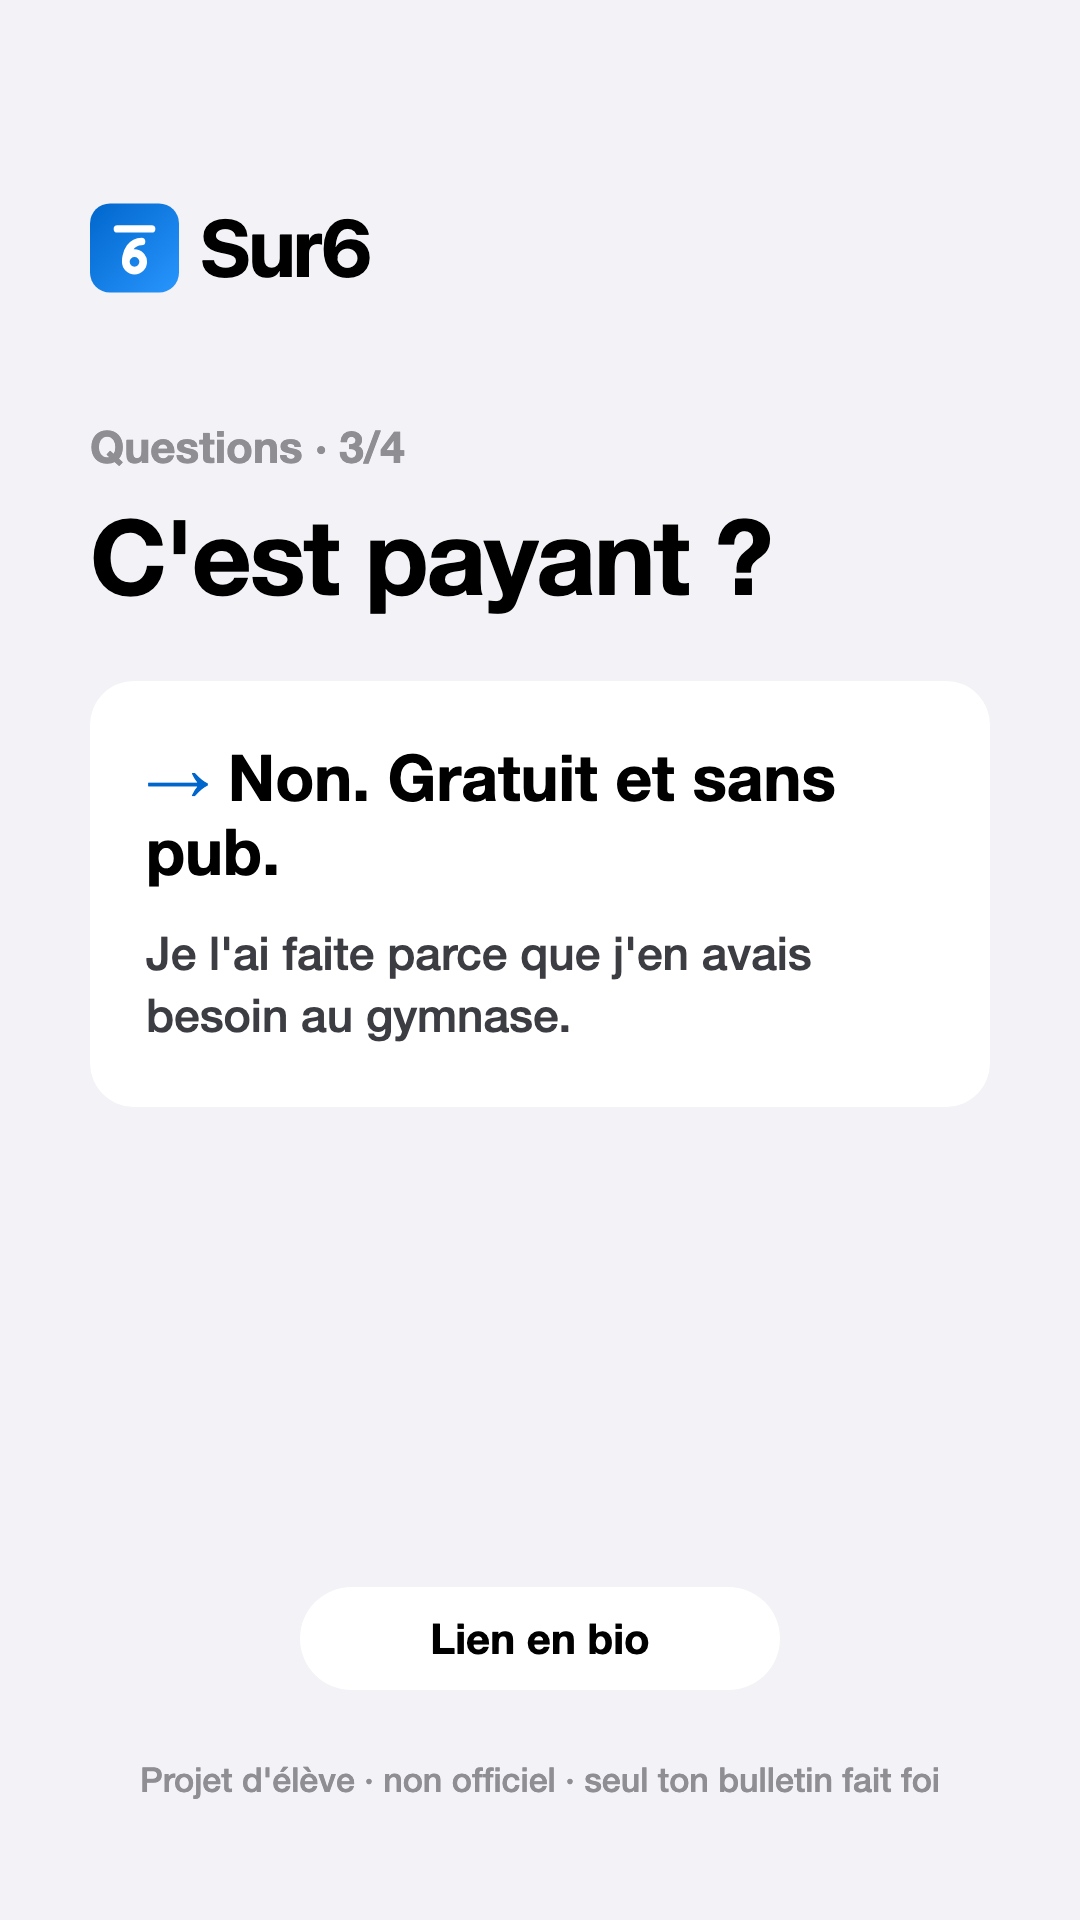 6
Sur6
Questions · 3/4
C'est payant ?
→ Non. Gratuit et sans
pub.
Je l'ai faite parce que j'en avais
besoin au gymnase.
Lien en bio
Projet d'élève · non officiel · seul ton bulletin fait foi